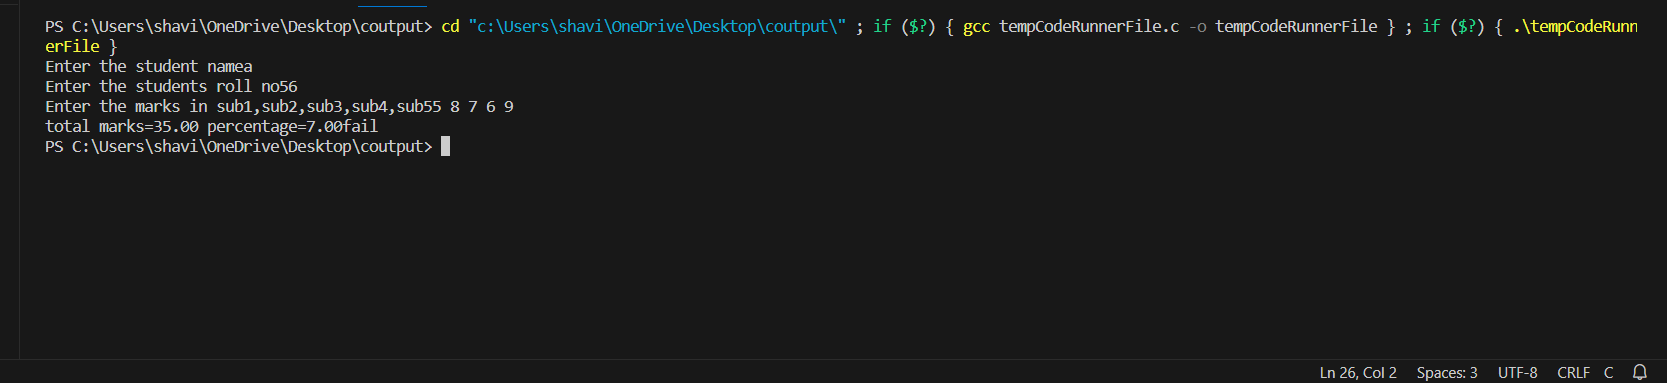 PS C:\Users\shavi\OneDrive\Desktop\coutput> cd "c:\Users\shavi\OneDrive\Desktop\coutput\" ; if ($?) { gcc tempCodeRunnerFile.c -o tempCodeRunnerFile } ; if ($?) { .\tempCodeRunn
erFile }
Enter the student namea
Enter the students roll no56
Enter the marks in sub1,sub2,sub3,sub4,sub55 8 7 6 9
total marks=35.00 percentage=7.00fail
PS C:\Users\shavi\OneDrive\Desktop\coutput>
Ln 26, Col 2 Spaces: 3 UTF-8 CRLF C